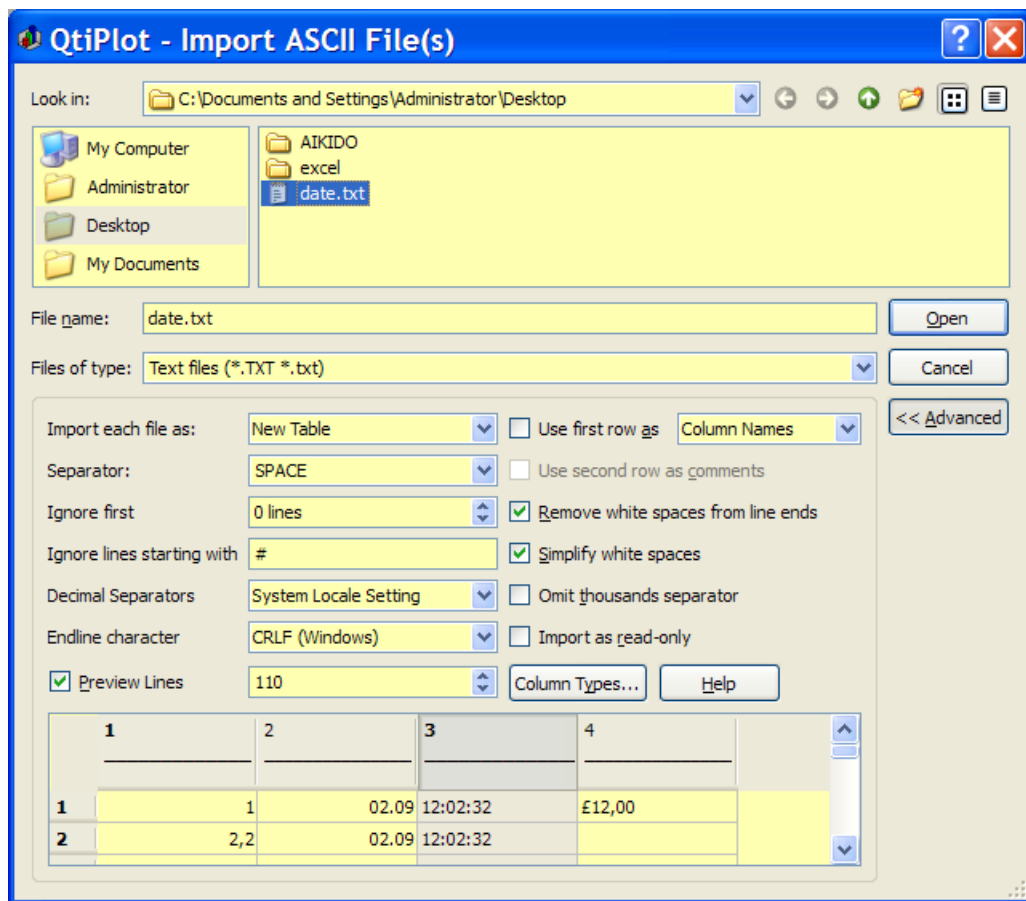 QtiPlot - Import ASCII File(s)
Look in: C:\Documents and Settings\Administrator\Desktop
My Computer
Administrator
Desktop
My Documents
AIKIDO
excel
date.txt
File name: date.txt Open
Files of type: Text files (*.TXT *.txt) Cancel
<< Advanced
Import each file as: New Table Use first row as Column Names
Separator: SPACE Use second row as comments
Ignore first 0 lines Remove white spaces from line ends
Ignore lines starting with # Simplify white spaces
Decimal Separators System Locale Setting Omit thousands separator
Endline character CRLF (Windows) Import as read-only
Preview Lines 110 Column Types... Help
1 2 3 4
1 1 02.09 12:02:32 £12,00
2 2,2 02.09 12:02:32